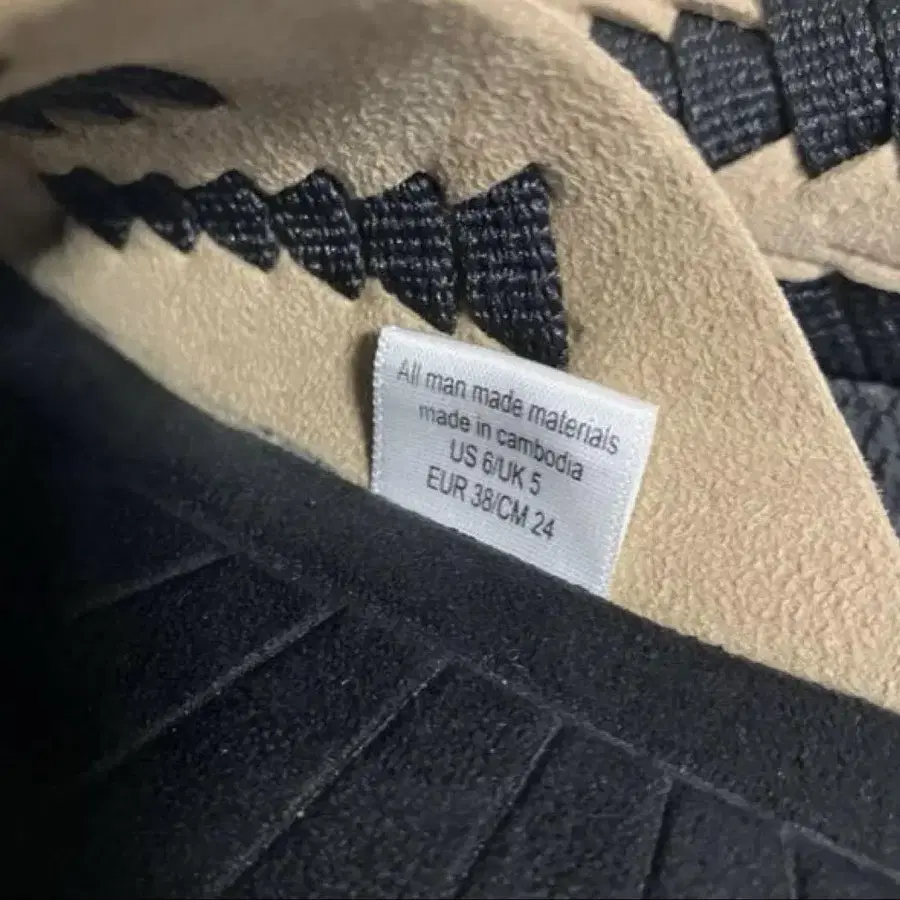 All man made materials
made in cambodia
US 6/UK 5
EUR 38/CM 24